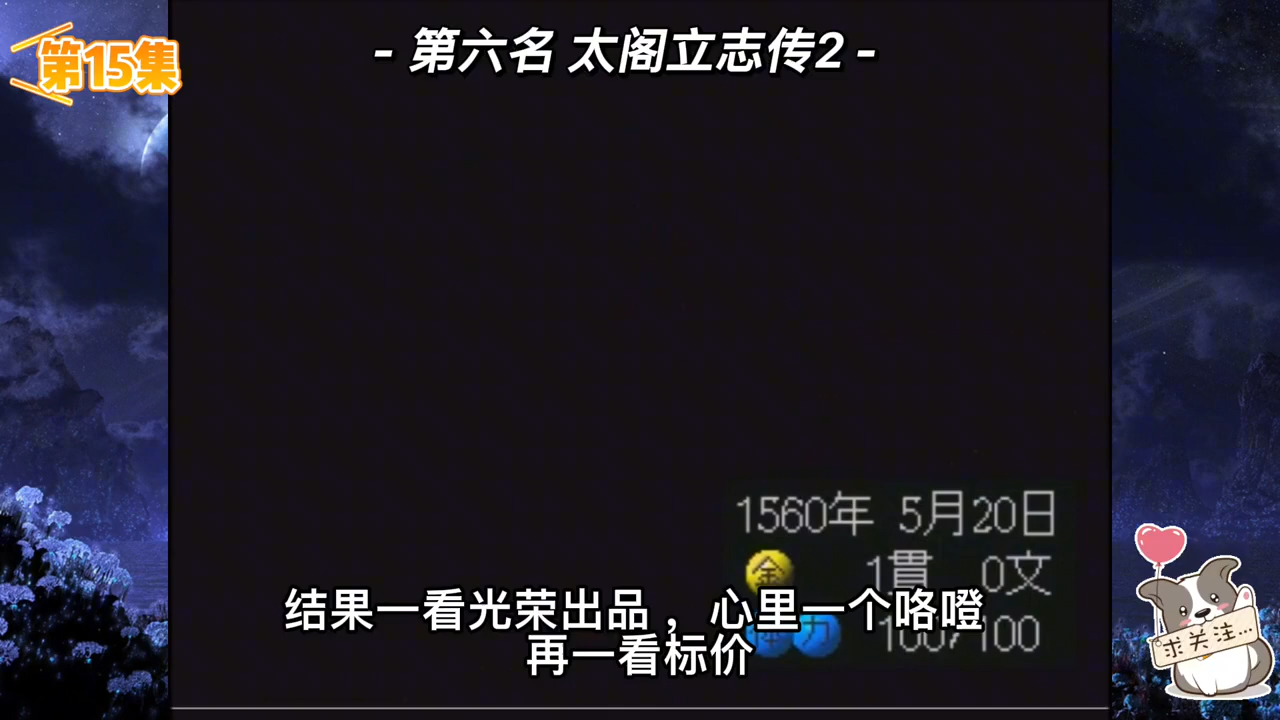 第15集
- 第六名 太阁立志传2 -
1560年 5月20日
金 1貫 0文
结果一看光荣出品，心里一个咯噔
100/100
再一看标价
求关注...